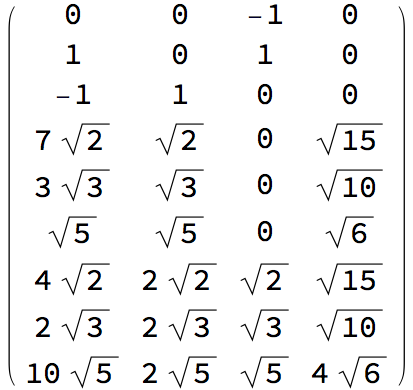 0 0 -1 0
1 0 1 0
-1 1 0 0
7 √2 √2 0 √15
3 √3 √3 0 √10
√5 √5 0 √6
4 √2 2 √2 √2 √15
2 √3 2 √3 √3 √10
10 √5 2 √5 √5 4 √6